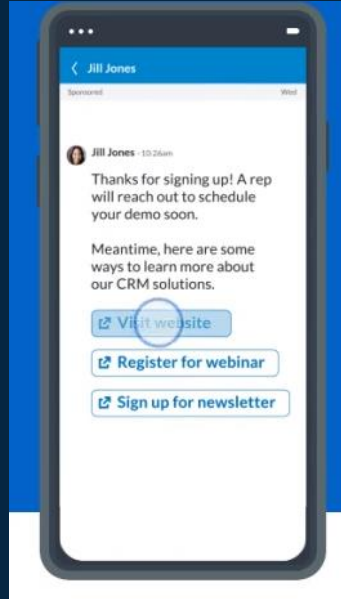 Jill Jones
Sponsored Wed
Jill Jones - 10:26am
Thanks for signing up! A rep
will reach out to schedule
your demo soon.
Meantime, here are some
ways to learn more about
our CRM solutions.
Visit website
Register for webinar
Sign up for newsletter